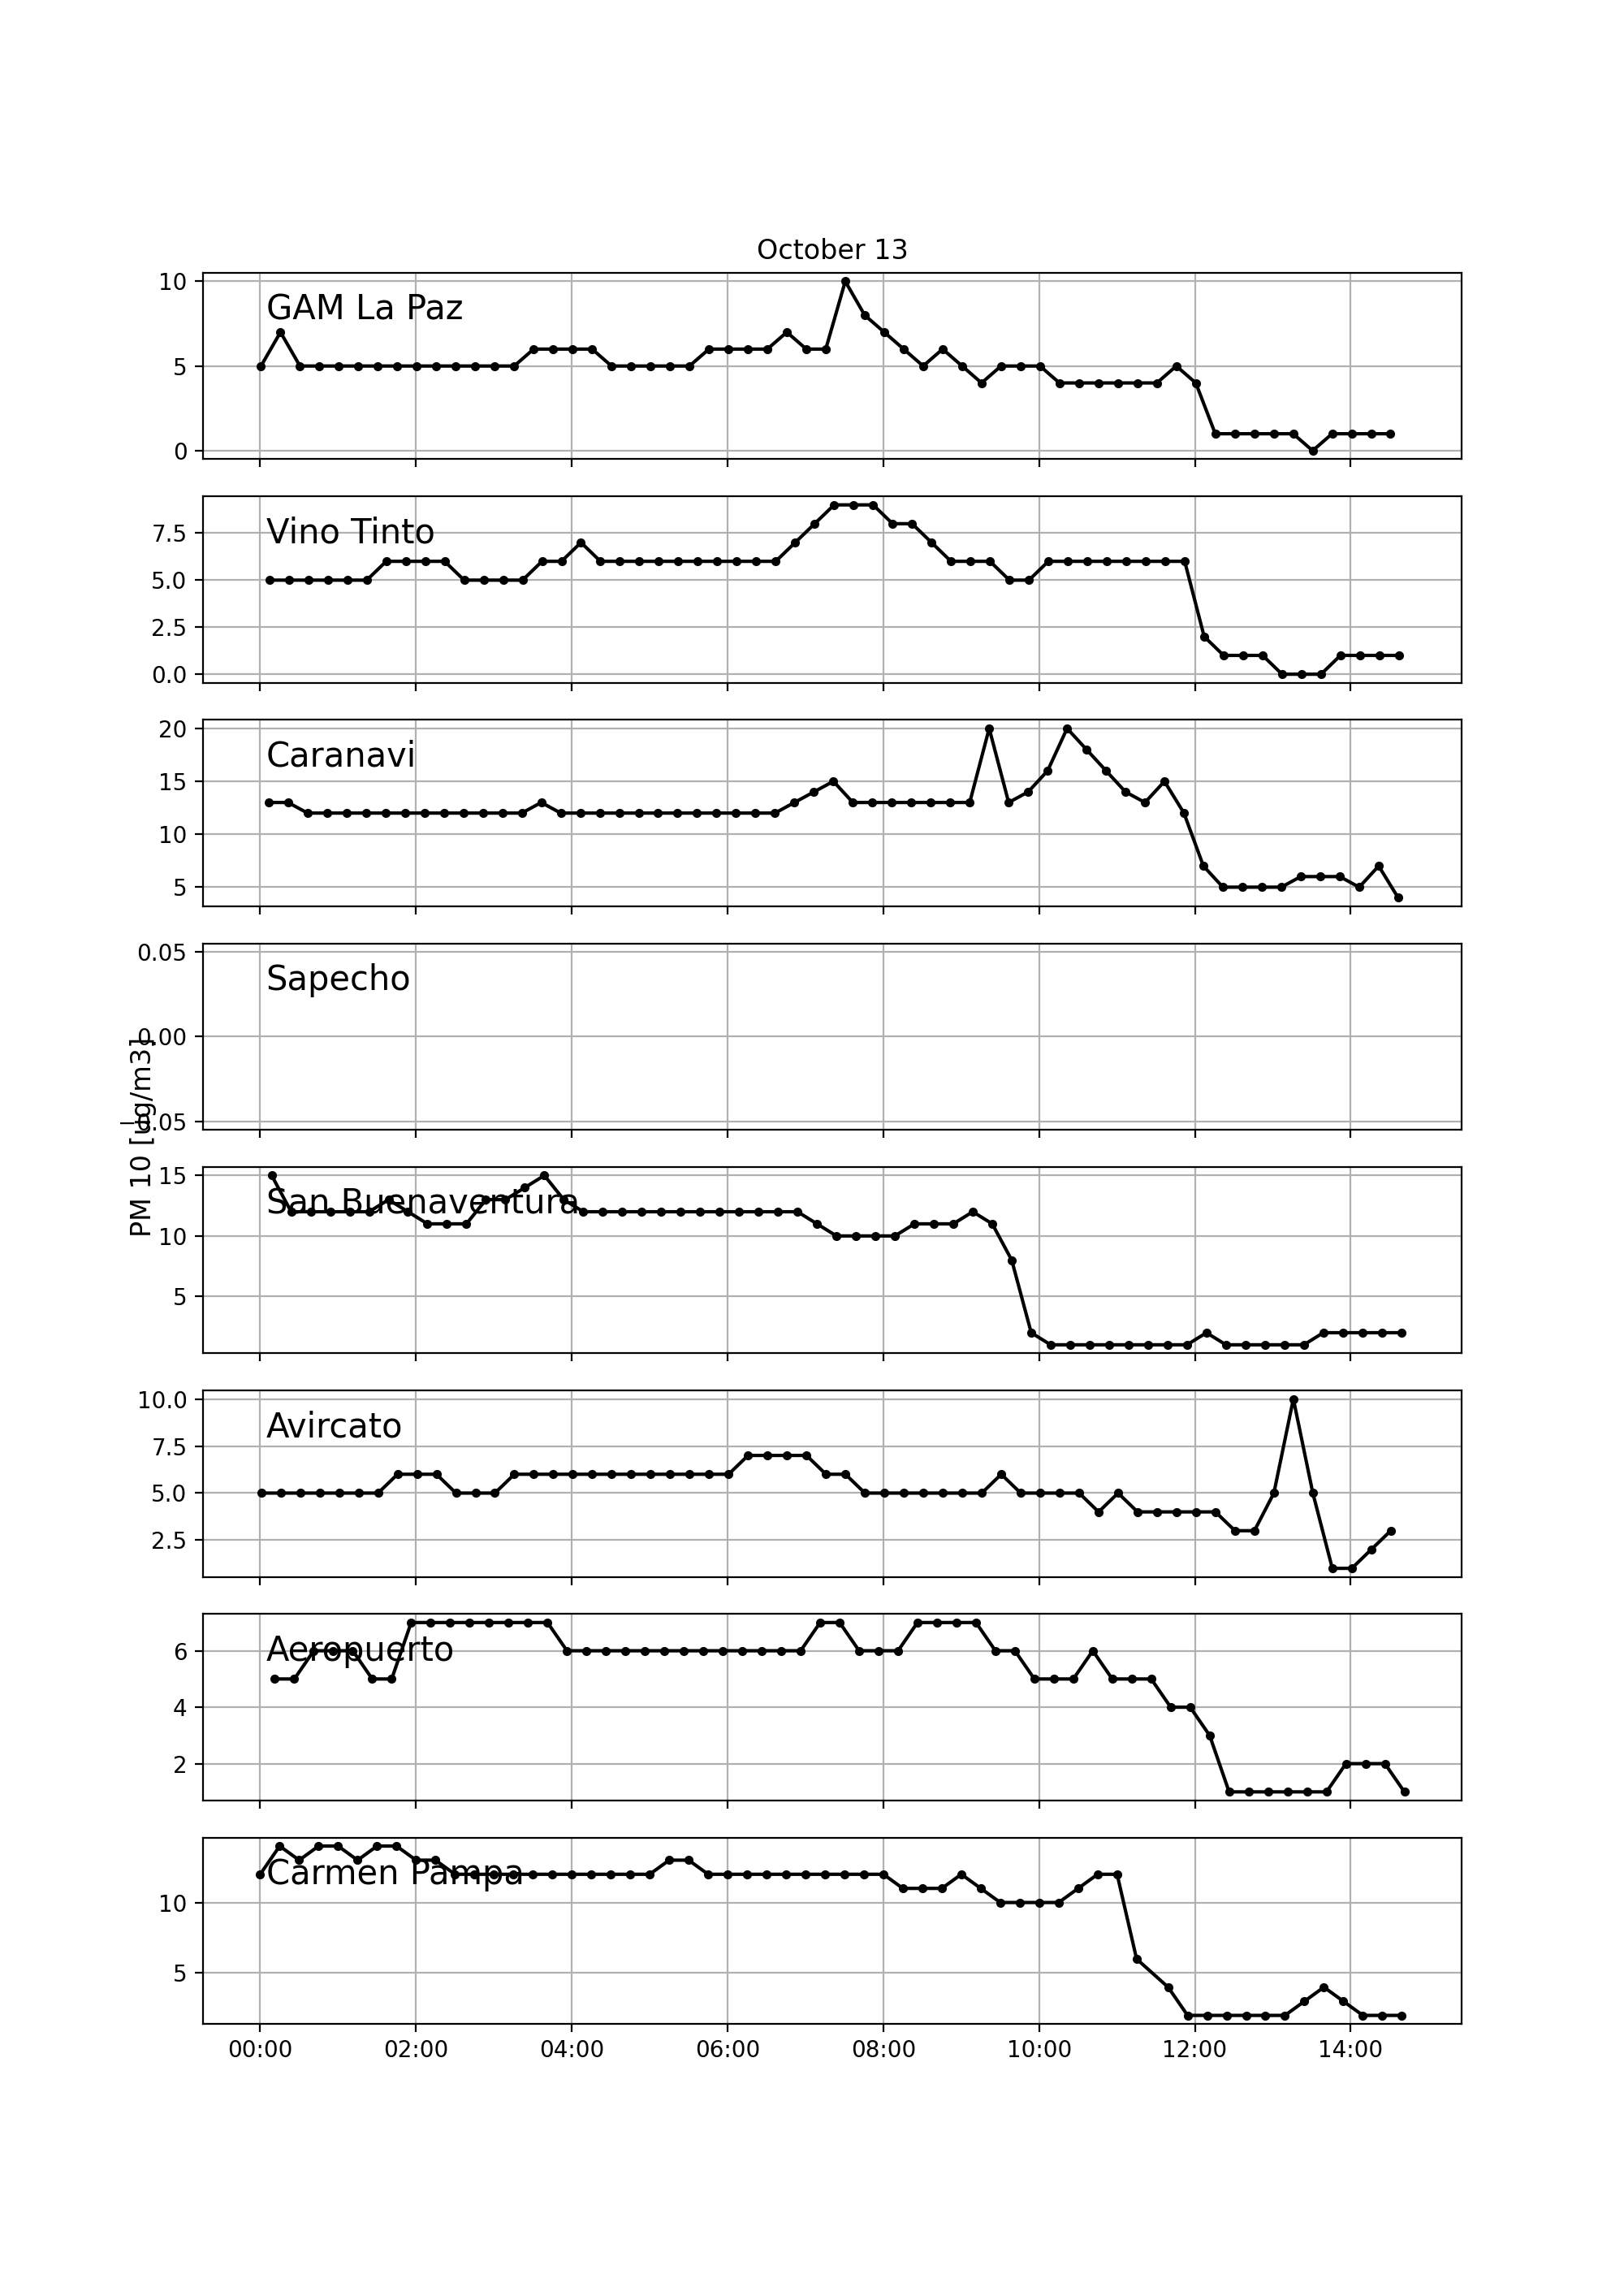 October 13
10
GAM La Paz
5
0
Vino Tinto
7.5
5.0
2.5
0.0
20
Caranavi
15
10
5
0.05
Sapecho
0.00
−0.05
PM 10 [ug/m3]
15
San Buenaventura
10
5
10.0
Avircato
7.5
5.0
2.5
Aeropuerto
6
4
2
Carmen Pampa
10
5
00:00 02:00 04:00 06:00 08:00 10:00 12:00 14:00